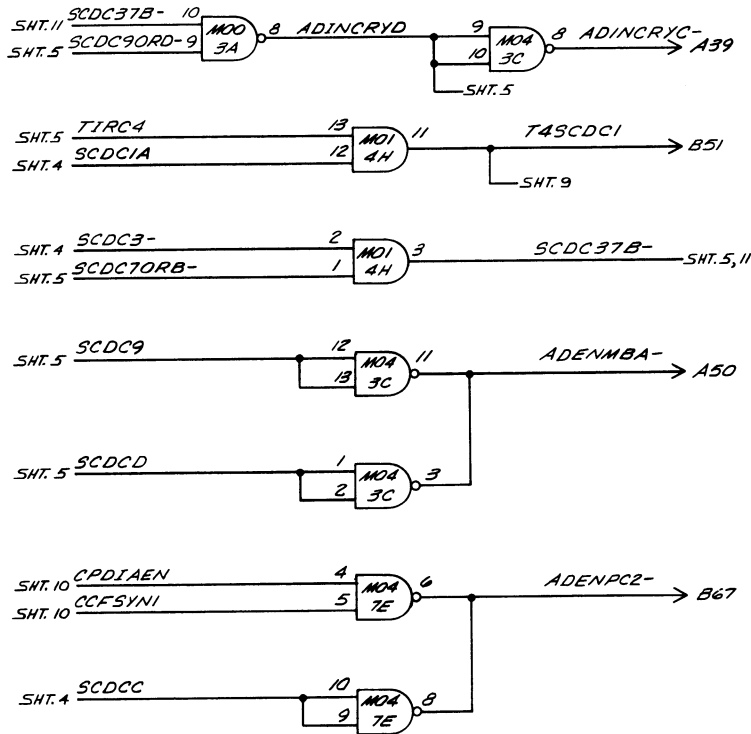 SHT. 11 SCDC37B- 10
SHT. 5 SCDC9ORD- 9
M00 3A 8 ADINCRYD
9
10
M04 3C 8 ADINCRYC- A39
SHT. 5
SHT. 5 TIRC4 13
SHT. 4 SCDC1A 12
M01 4H 11 T4SCDC1 B51
SHT. 9
SHT. 4 SCDC3- 2
SHT. 5 SCDC7ORB- 1
M01 4H 3 SCDC37B- SHT. 5, 11
SHT. 5 SCDC9 12
13
M04 3C 11 ADENMBA- A50
SHT. 5 SCDCD 1
2
M04 3C 3
SHT. 10 CPDIAEN 4
SHT. 10 CCFSYN1 5
M04 7E 6 ADENPC2- B67
SHT. 4 SCDCC 10
9
M04 7E 8